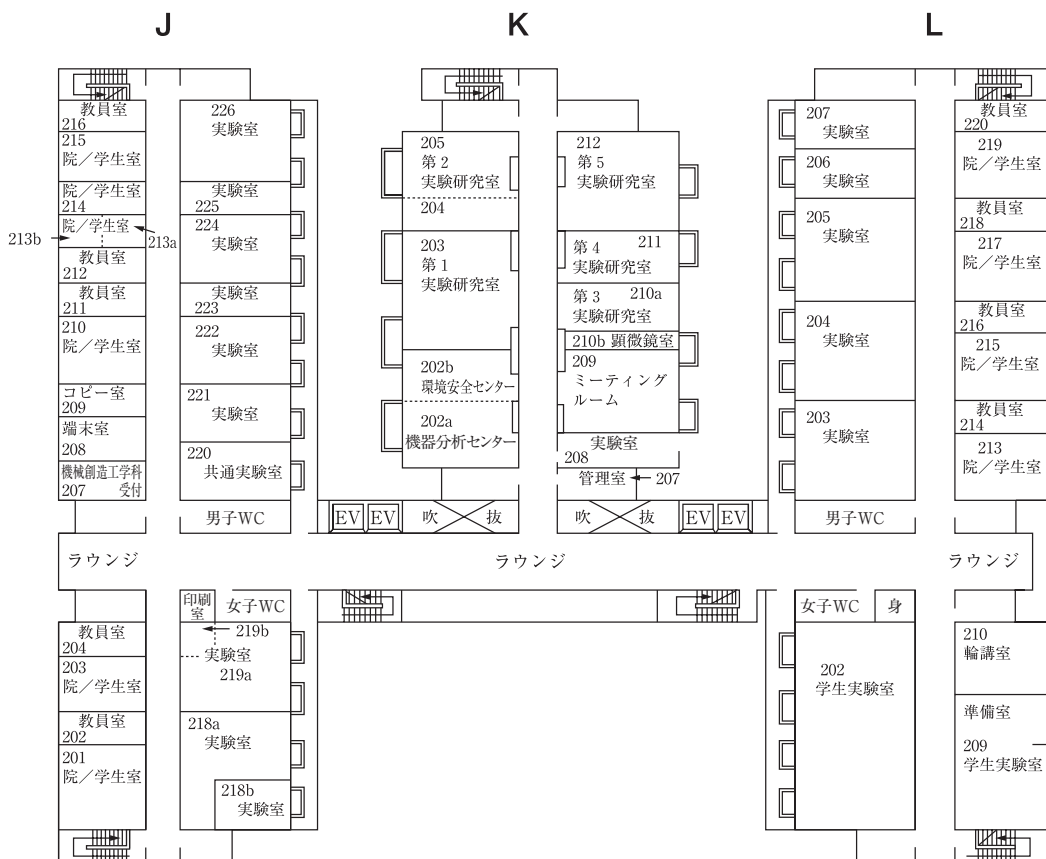 J
K
L
教員室
216
215
院／学生室
院／学生室
214
院／学生室
213b
213a
教員室
212
教員室
211
210
院／学生室
コピー室
209
端末室
208
機械創造工学科
207 受付
226
実験室
実験室
225
224
実験室
実験室
223
222
実験室
221
実験室
220
共通実験室
男子WC
205
第2
実験研究室
204
203
第1
実験研究室
202b
環境安全センター
202a
機器分析センター
212
第5
実験研究室
第4 211
実験研究室
第3 210a
実験研究室
210b 顕微鏡室
209
ミーティング
ルーム
実験室
208
管理室 207
EV EV
吹 抜
吹 抜
EV EV
207
実験室
206
実験室
205
実験室
204
実験室
203
実験室
男子WC
教員室
220
219
院／学生室
教員室
218
217
院／学生室
教員室
216
215
院／学生室
教員室
214
213
院／学生室
ラウンジ
ラウンジ
ラウンジ
教員室
204
203
院／学生室
教員室
202
201
院／学生室
印刷
室
女子WC
219b
実験室
219a
218a
実験室
218b
実験室
女子WC
身
202
学生実験室
210
輪講室
準備室
209
学生実験室